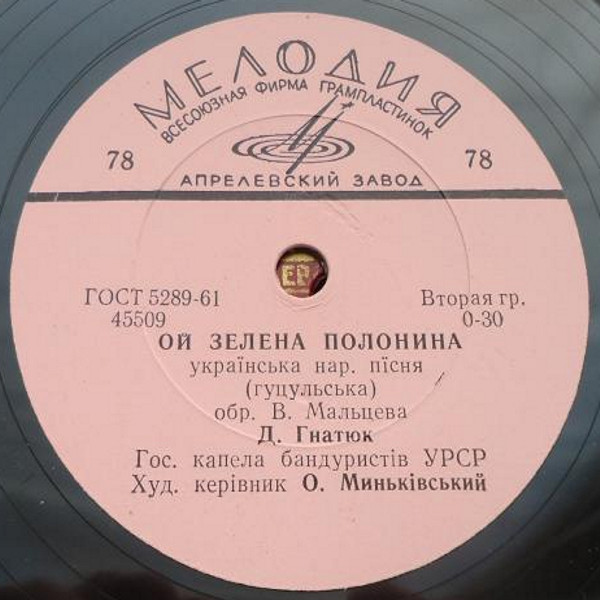 МЕЛОДИЯ
ВСЕСОЮЗНАЯ ФИРМА ГРАМПЛАСТИНОК
78 78
АПРЕЛЕВСКИЙ ЗАВОД
ГОСТ 5289-61 Вторая гр.
45509 0-30
ОЙ ЗЕЛЕНА ПОЛОНИНА
українська нар. пісня
(гуцульська)
обр. В. Мальцева
Д. Гнатюк
Гос. капела бандуристів УРСР
Худ. керівник О. Миньківський